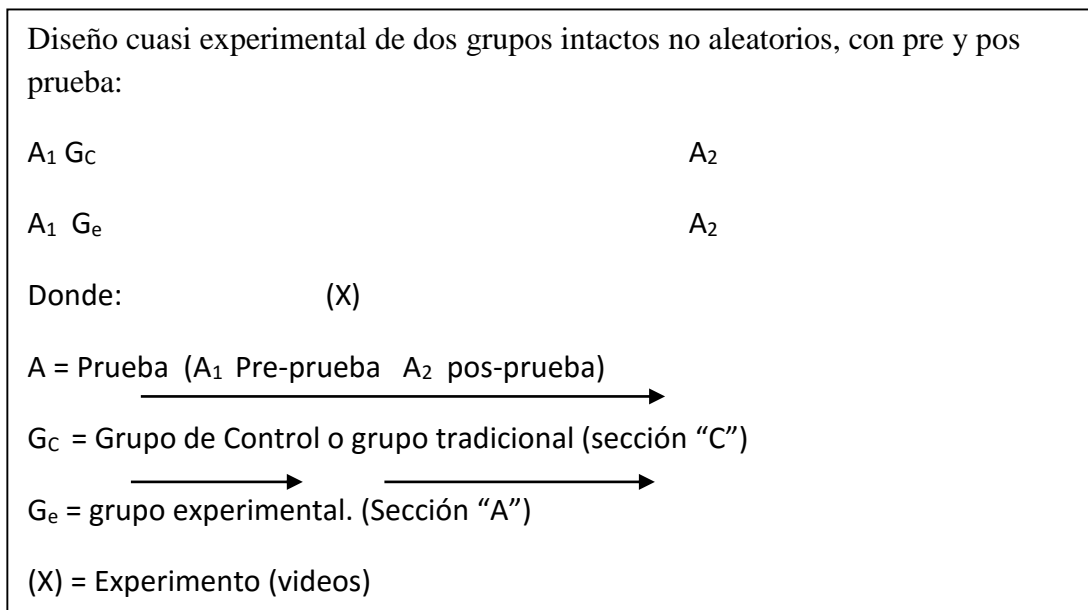 Diseño cuasi experimental de dos grupos intactos no aleatorios, con pre y pos
prueba:
A₁ G_C A₂
A₁ Gₑ A₂
Donde: (X)
A = Prueba (A₁ Pre-prueba A₂ pos-prueba)
G_C = Grupo de Control o grupo tradicional (sección “C”)
Gₑ = grupo experimental. (Sección “A”)
(X) = Experimento (videos)